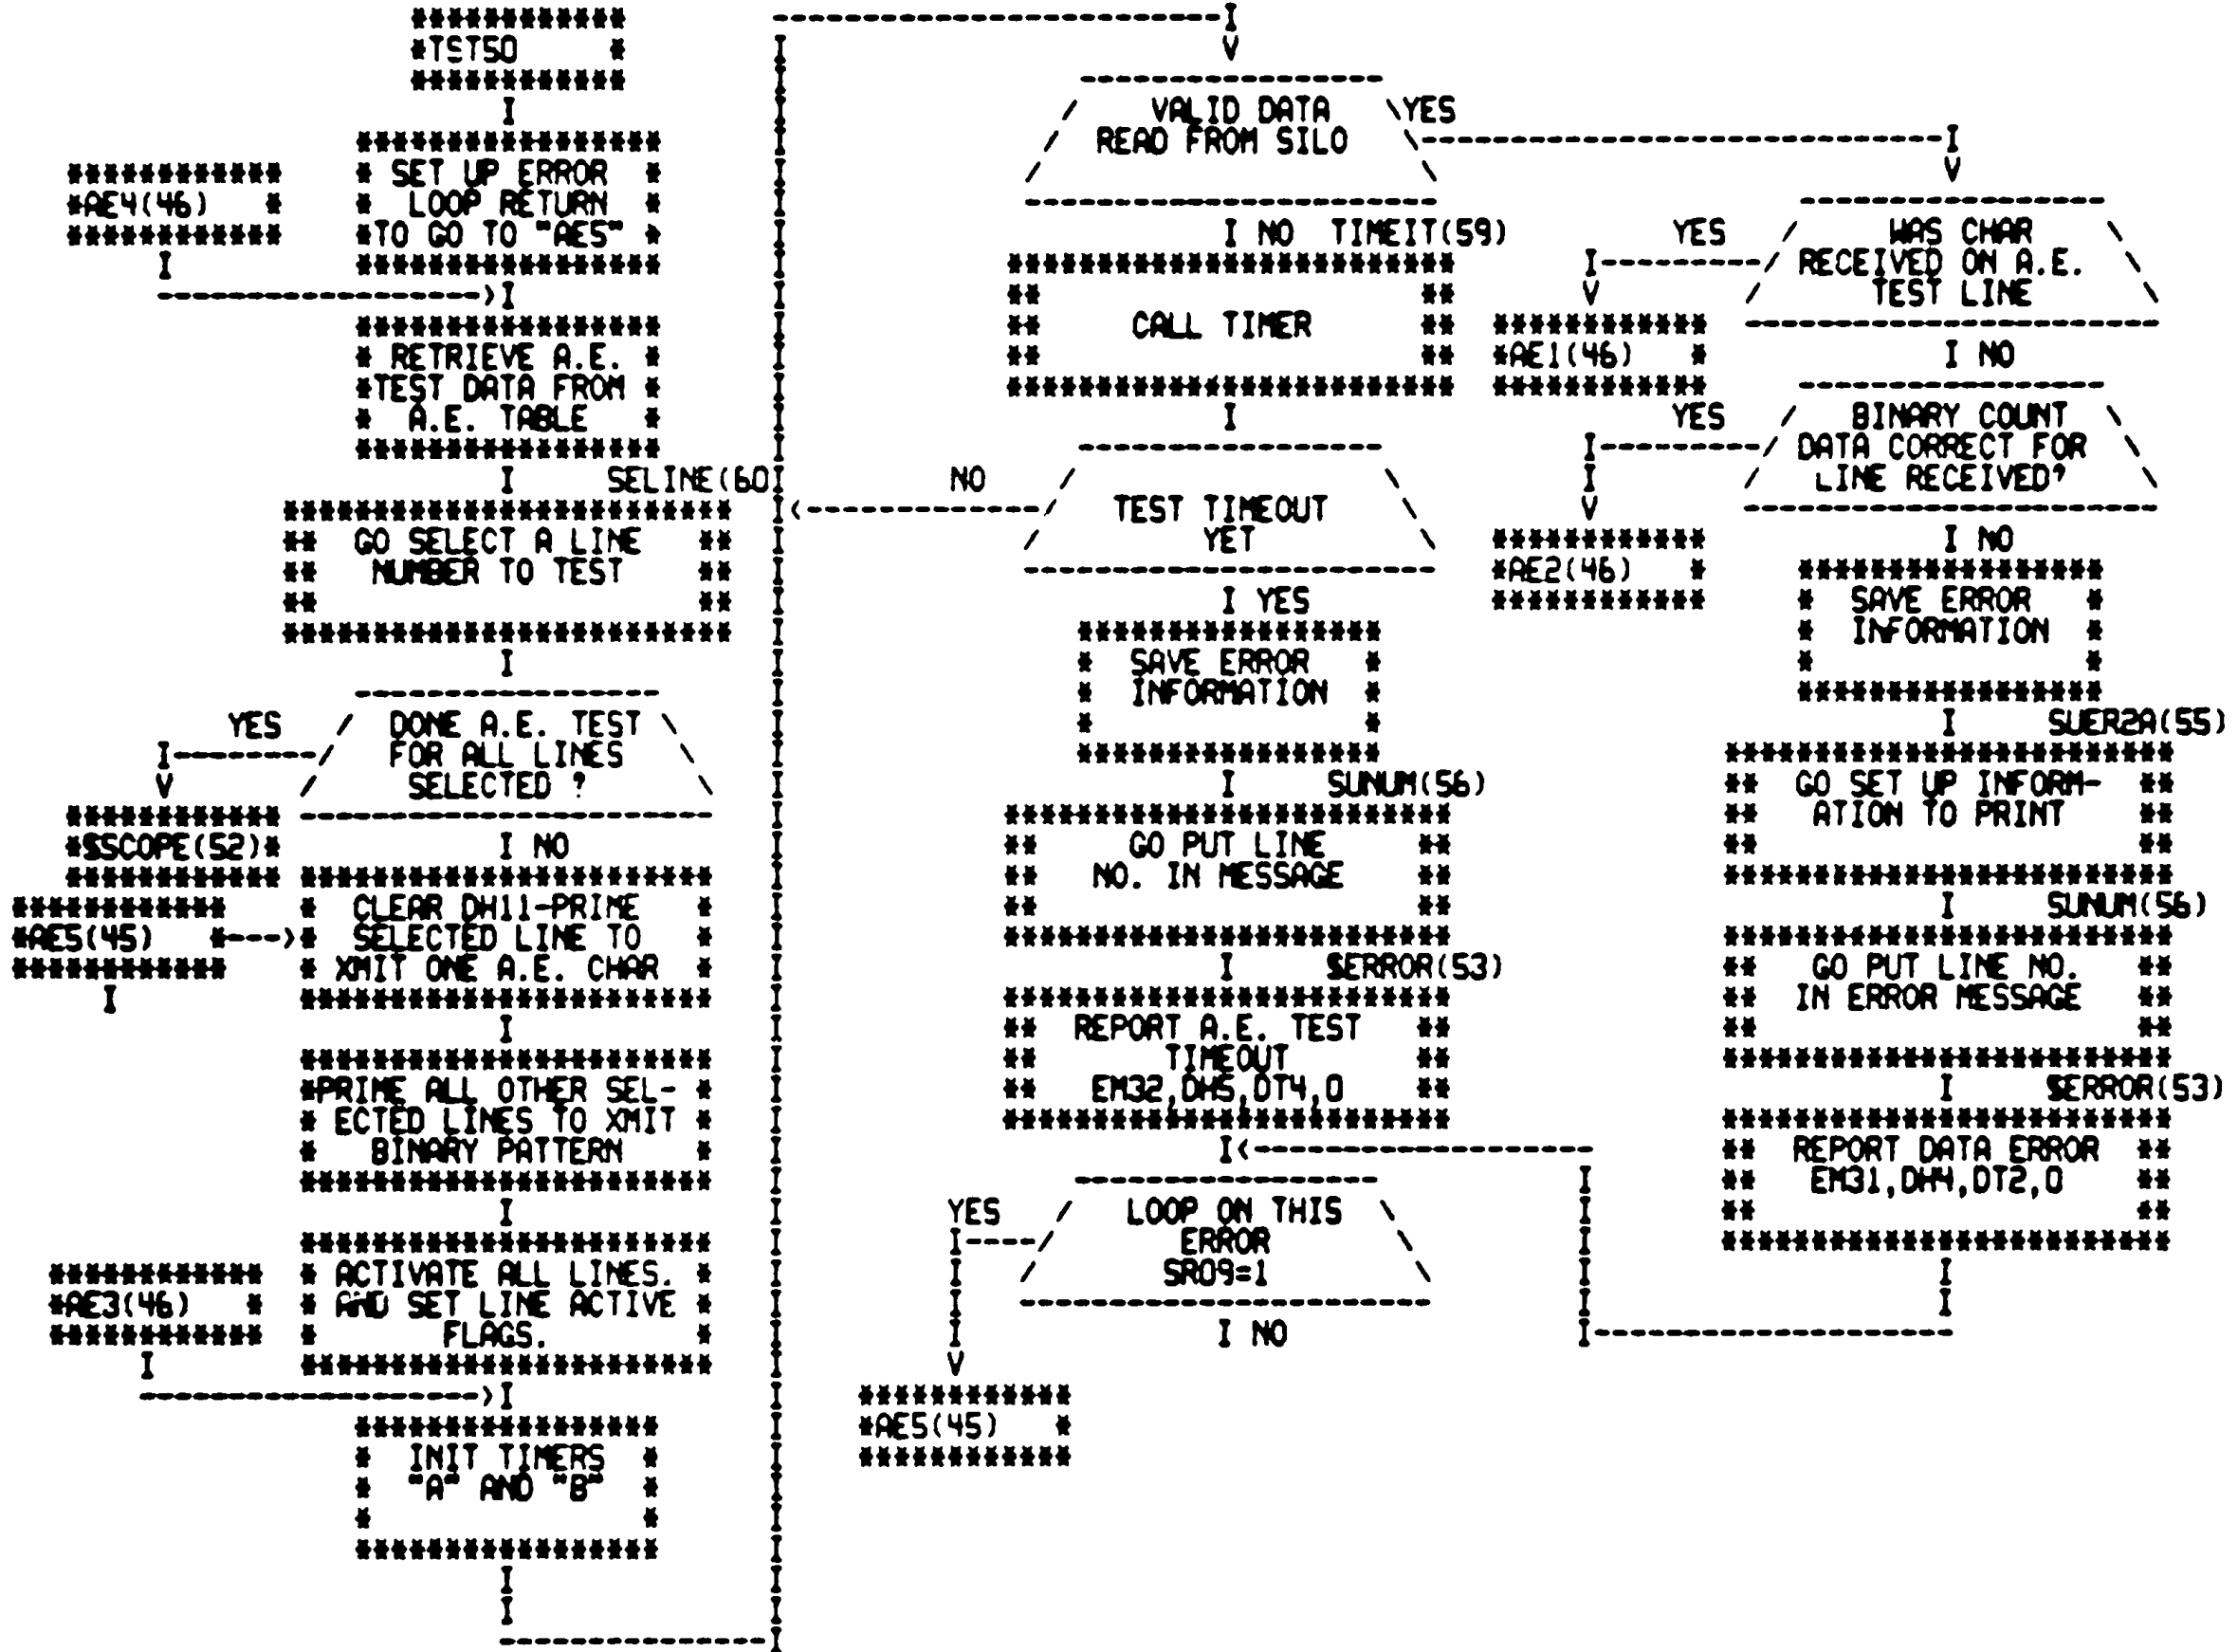 TST50
SET UP ERROR
LOOP RETURN
TO GO TO "AE5"
AE4(46)
RETRIEVE A.E.
TEST DATA FROM
A.E. TABLE
SELINE(60
GO SELECT A LINE
NUMBER TO TEST
YES
DONE A.E. TEST
FOR ALL LINES
SELECTED ?
$SCOPE(52)
I NO
AE5(45)
CLEAR DH11-PRIME
SELECTED LINE TO
XMIT ONE A.E. CHAR
PRIME ALL OTHER SEL-
ECTED LINES TO XMIT
BINARY PATTERN
ACTIVATE ALL LINES.
AND SET LINE ACTIVE
FLAGS.
AE3(46)
INIT TIMERS
"A" AND "B"
VALID DATA
READ FROM SILO
YES
I NO TIMEIT(59)
CALL TIMER
NO
TEST TIMEOUT
YET
I YES
SAVE ERROR
INFORMATION
I SUNUM(56)
GO PUT LINE
NO. IN MESSAGE
I $ERROR(53)
REPORT A.E. TEST
TIMEOUT
EM32,DH5,DT4,0
YES
LOOP ON THIS
ERROR
SR09=1
I NO
AE5(45)
YES
WAS CHAR
RECEIVED ON A.E.
TEST LINE
AE1(46)
I NO
YES
BINARY COUNT
DATA CORRECT FOR
LINE RECEIVED?
AE2(46)
I NO
SAVE ERROR
INFORMATION
I SUER2A(55)
GO SET UP INFORM-
ATION TO PRINT
I SUNUM(56)
GO PUT LINE NO.
IN ERROR MESSAGE
I $ERROR(53)
REPORT DATA ERROR
EM31,DH4,DT2,0